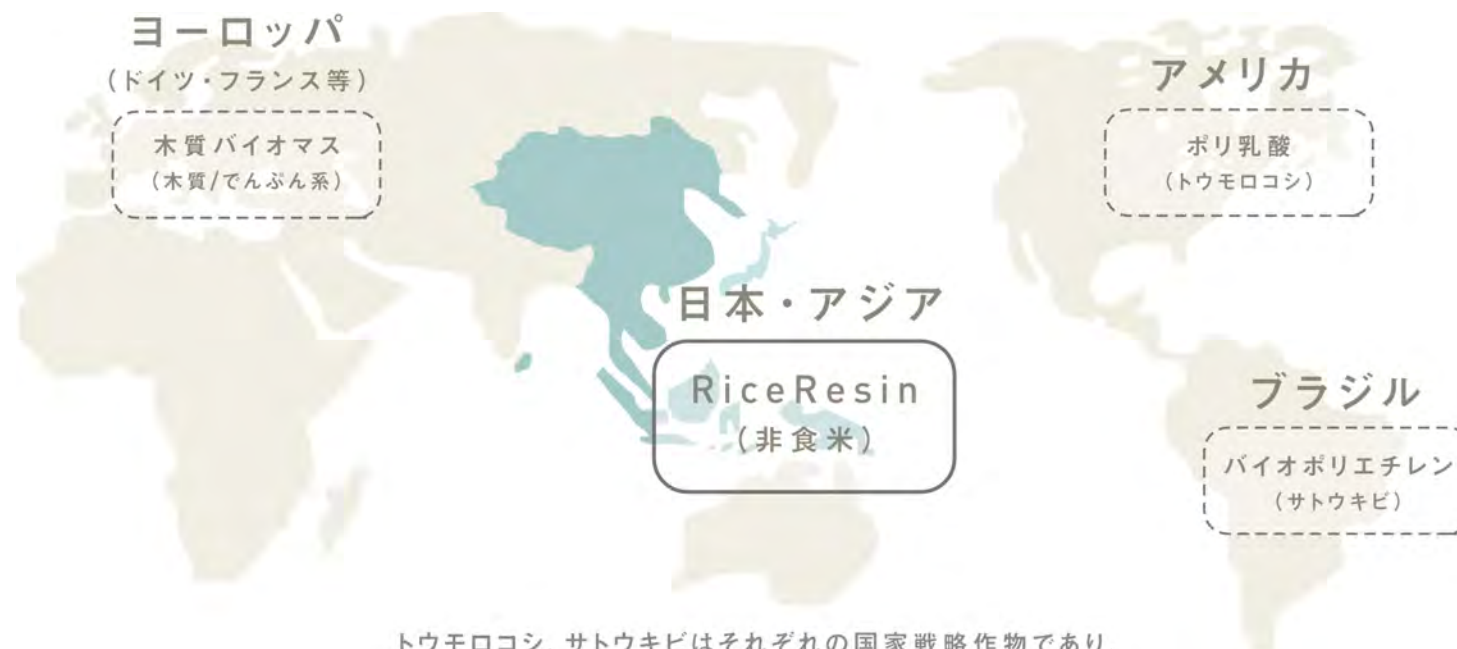 ヨーロッパ
(ドイツ・フランス等)
木質バイオマス
(木質/でんぷん系)
アメリカ
ポリ乳酸
(トウモロコシ)
日本・アジア
RiceResin
(非食米)
ブラジル
バイオポリエチレン
(サトウキビ)
トウモロコシ、サトウキビはそれぞれの国家戦略作物であり